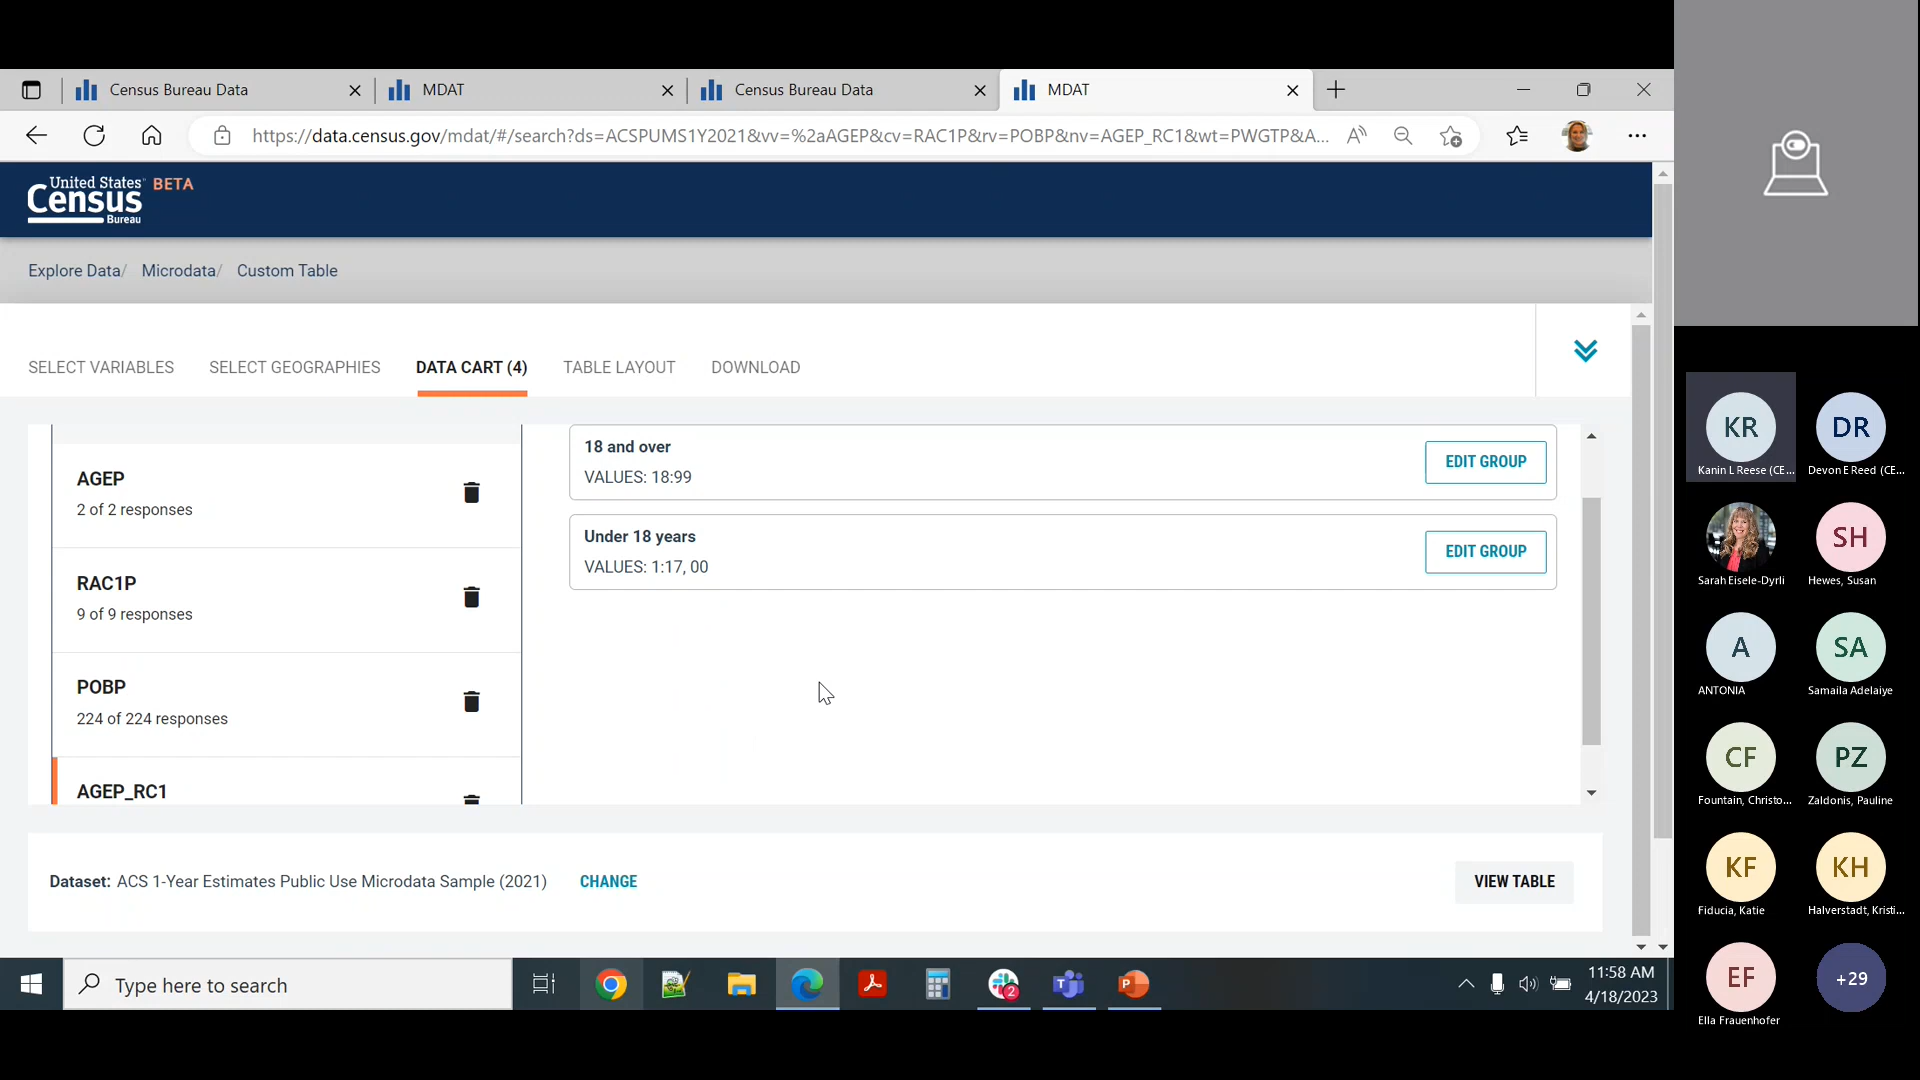 Census Bureau Data
MDAT
Census Bureau Data
MDAT
https://data.census.gov/mdat/#/search?ds=ACSPUMS1Y2021&vv=%2aAGEP&cv=RAC1P&rv=POBP&nv=AGEP_RC1&wt=PWGTP&A...
United States
Census
Bureau
BETA
Explore Data/ Microdata/ Custom Table
SELECT VARIABLES
SELECT GEOGRAPHIES
DATA CART (4)
TABLE LAYOUT
DOWNLOAD
AGEP
2 of 2 responses
RAC1P
9 of 9 responses
POBP
224 of 224 responses
AGEP_RC1
18 and over
VALUES: 18:99
EDIT GROUP
Under 18 years
VALUES: 1:17, 00
EDIT GROUP
Dataset: ACS 1-Year Estimates Public Use Microdata Sample (2021)
CHANGE
VIEW TABLE
Type here to search
2
11:58 AM
4/18/2023
KR
Kanin L Reese (CE...
DR
Devon E Reed (CE...
Sarah Eisele-Dyrli
SH
Hewes, Susan
A
ANTONIA
SA
Samaila Adelaiye
CF
Fountain, Christo...
PZ
Zaldonis, Pauline
KF
Fiducia, Katie
KH
Halverstadt, Kristi...
EF
Ella Frauenhofer
+29